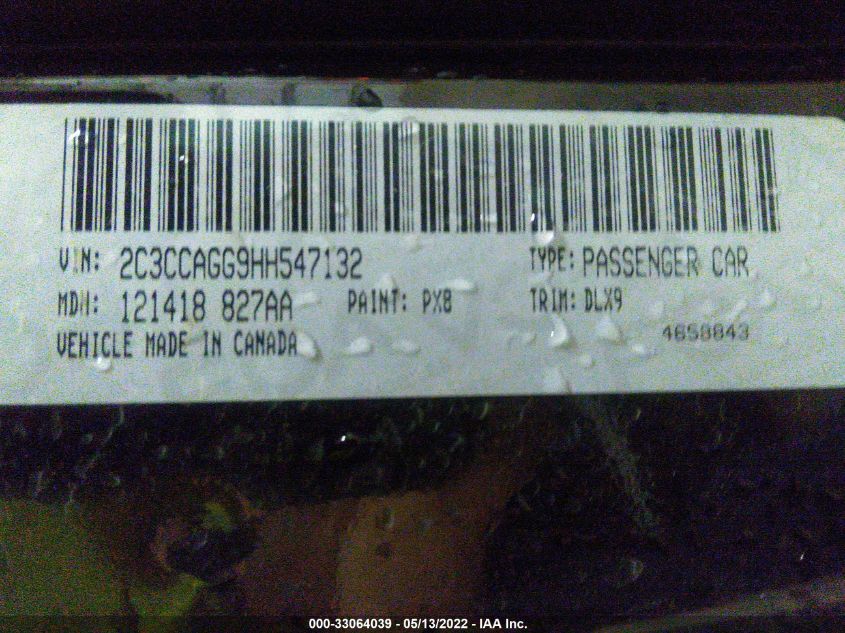 VIN: 2C3CCAGG9HH547132 TYPE: PASSENGER CAR
MDH: 121418 827AA PAINT: PX8 TRIM: DLX9
VEHICLE MADE IN CANADA 4658843
000-33064039 - 05/13/2022 - IAA Inc.